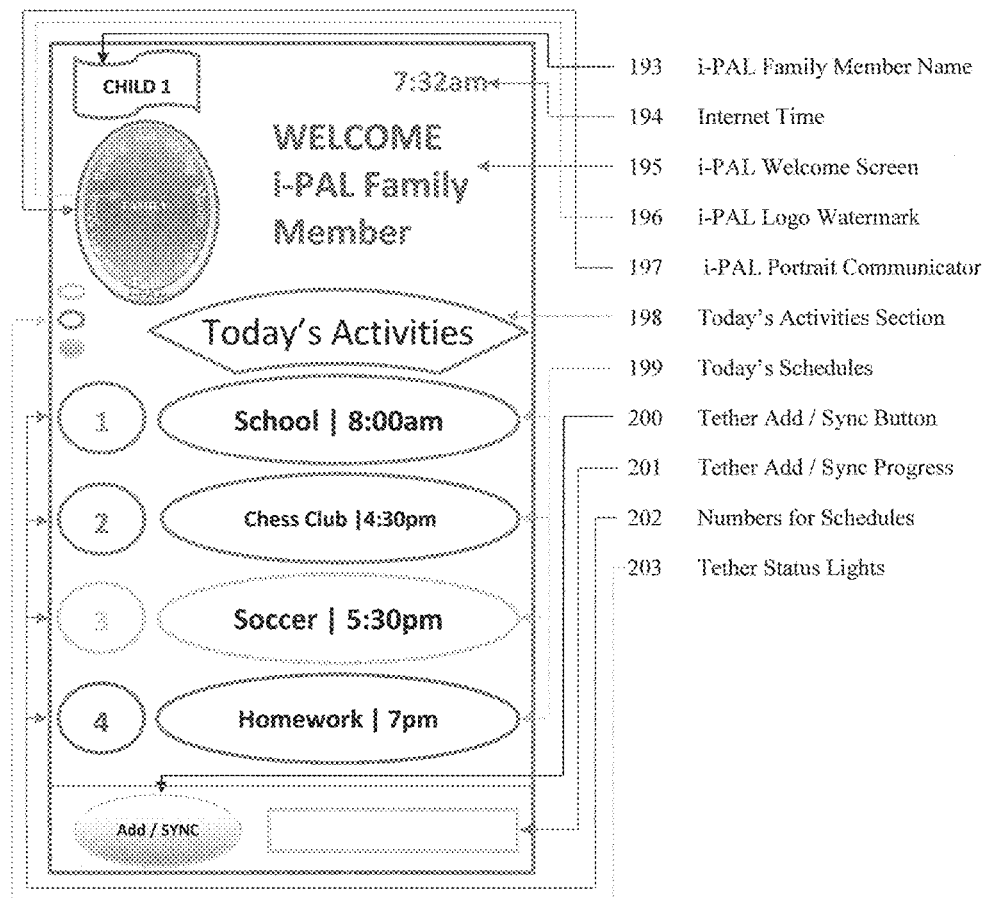 CHILD 1
7:32am
WELCOME
i-PAL Family
Member
Today's Activities
1
School | 8:00am
2
Chess Club |4:30pm
3
Soccer | 5:30pm
4
Homework | 7pm
Add / SYNC
193 i-PAL Family Member Name
194 Internet Time
195 i-PAL Welcome Screen
196 i-PAL Logo Watermark
197 i-PAL Portrait Communicator
198 Today's Activities Section
199 Today's Schedules
200 Tether Add / Sync Button
201 Tether Add / Sync Progress
202 Numbers for Schedules
203 Tether Status Lights